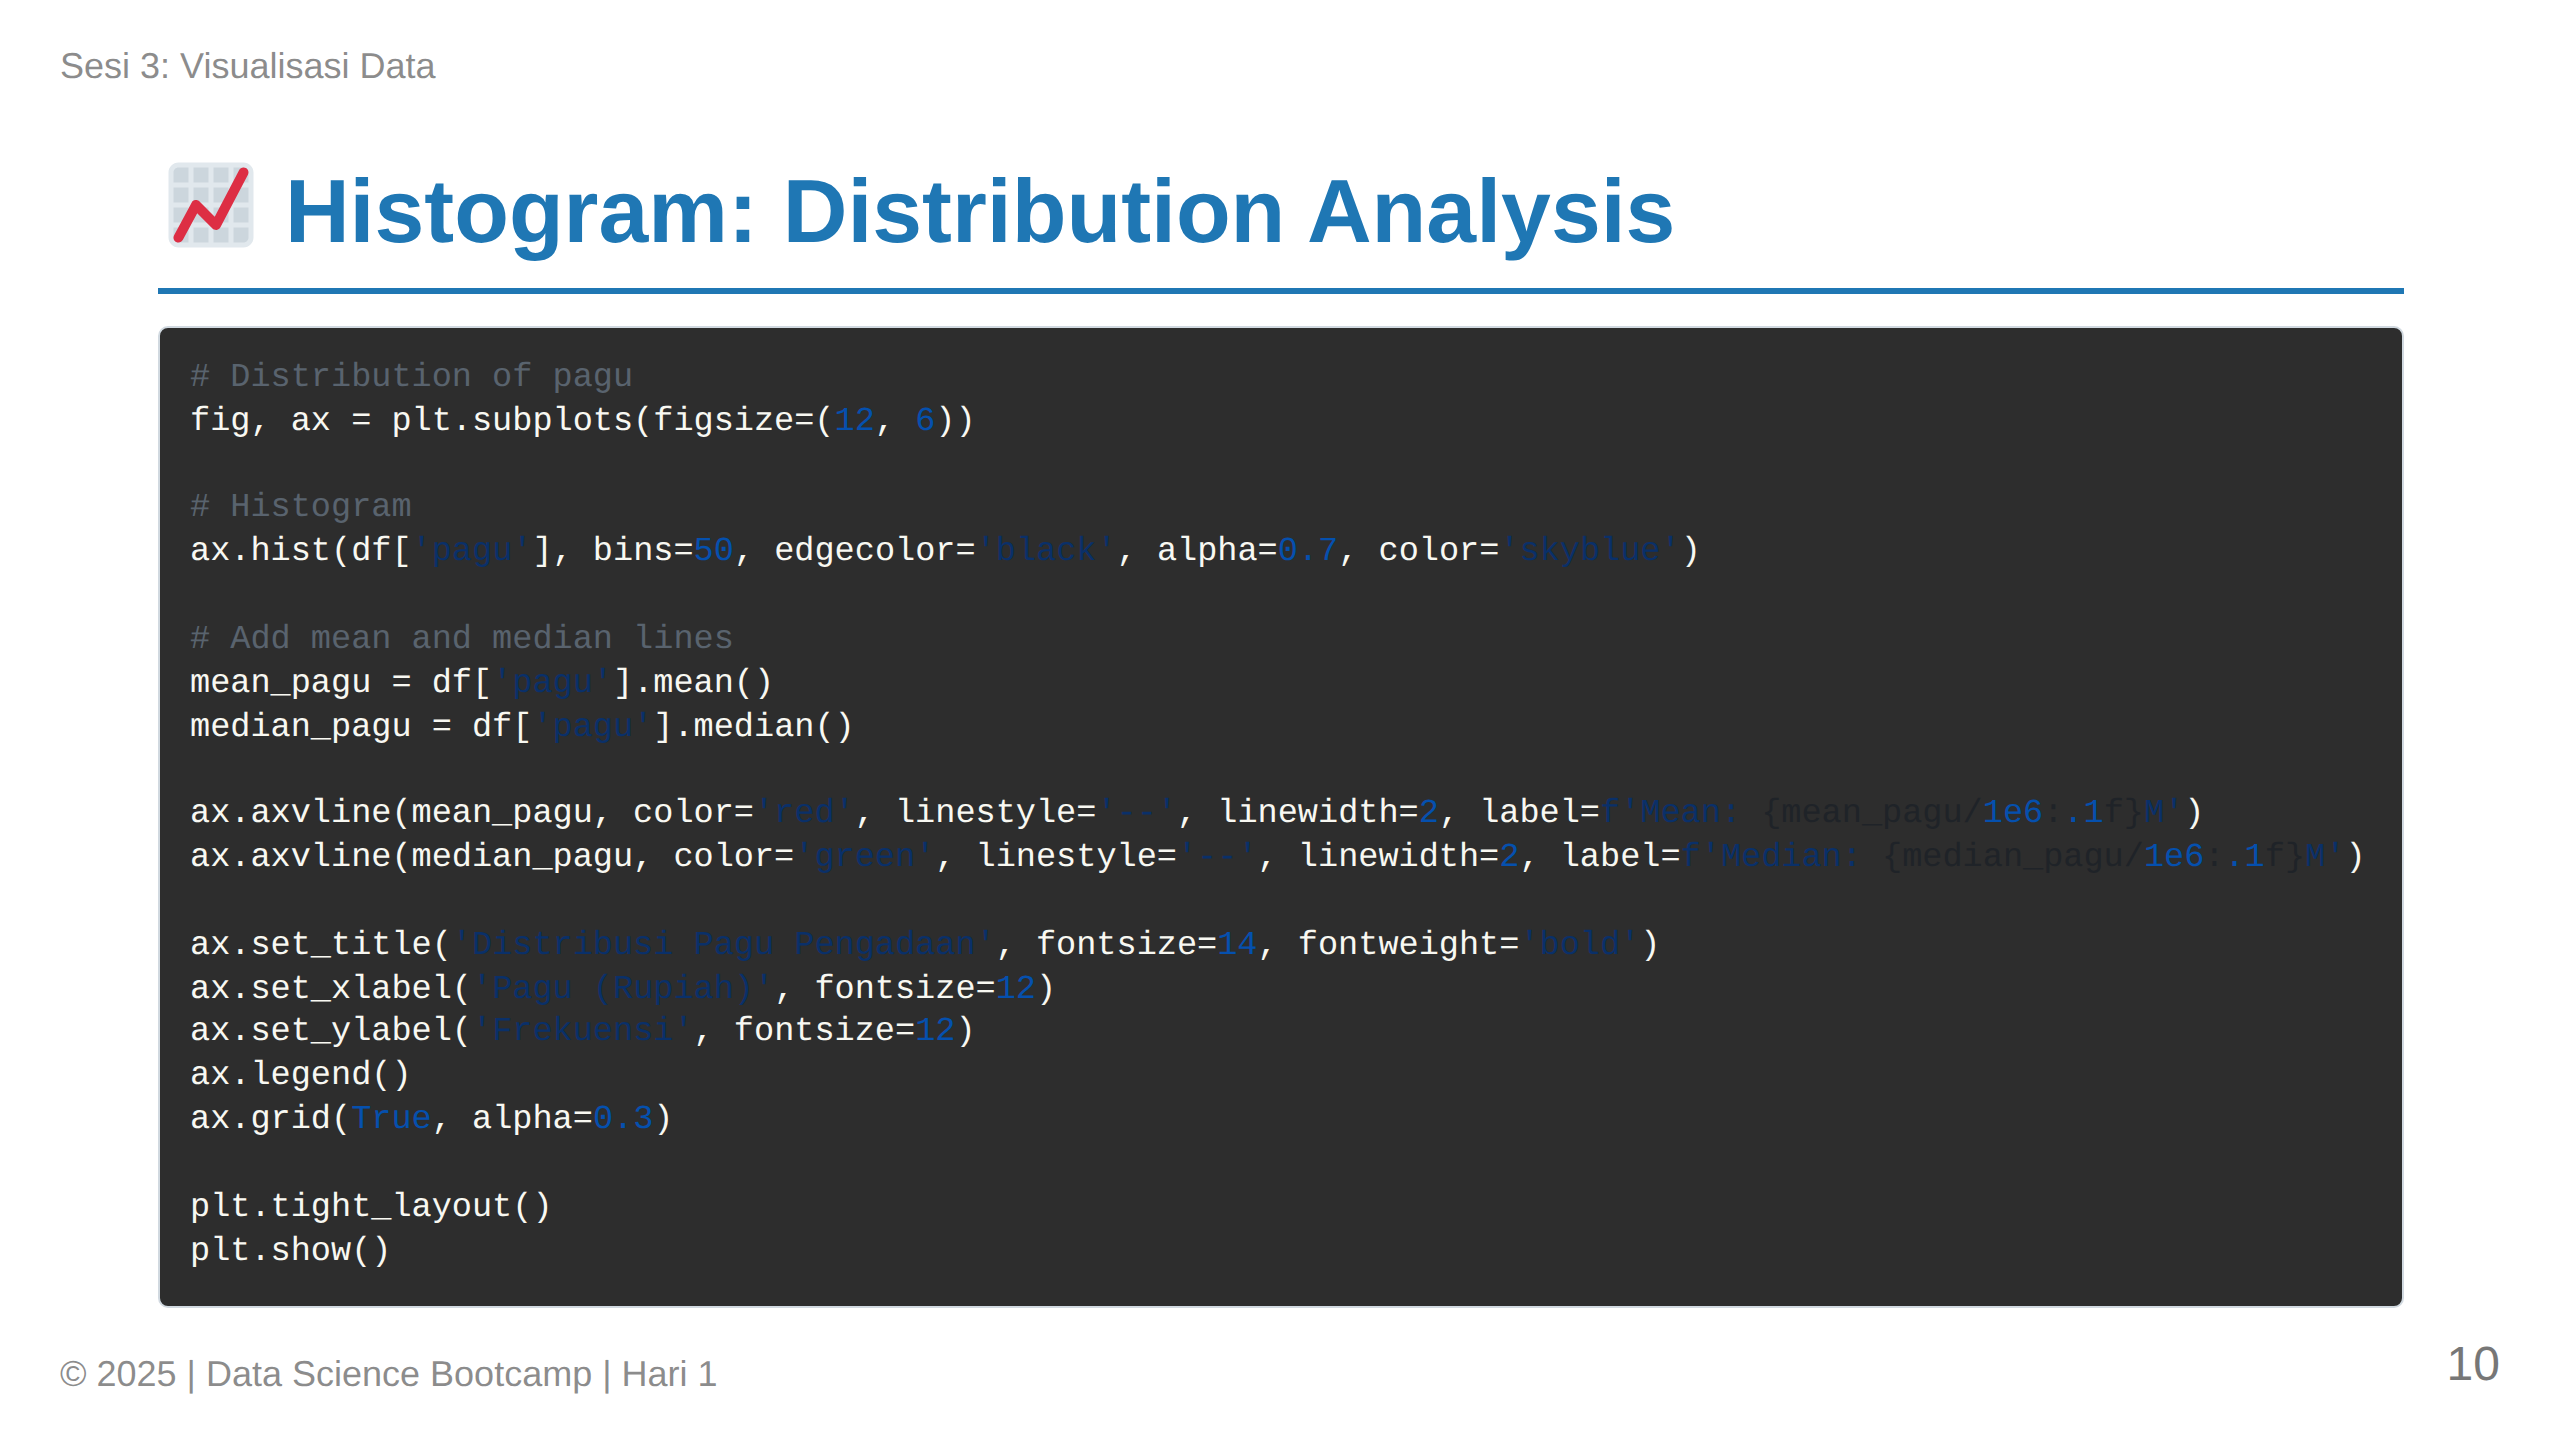 Sesi 3: Visualisasi Data
📈 Histogram: Distribution Analysis
# Distribution of pagu
fig, ax = plt.subplots(figsize=(12, 6))
# Histogram
ax.hist(df['pagu'], bins=50, edgecolor='black', alpha=0.7, color='skyblue')
# Add mean and median lines
mean_pagu = df['pagu'].mean()
median_pagu = df['pagu'].median()
ax.axvline(mean_pagu, color='red', linestyle='--', linewidth=2, label=f'Mean: {mean_pagu/1e6:.1f}M')
ax.axvline(median_pagu, color='green', linestyle='--', linewidth=2, label=f'Median: {median_pagu/1e6:.1f}M')
ax.set_title('Distribusi Pagu Pengadaan', fontsize=14, fontweight='bold')
ax.set_xlabel('Pagu (Rupiah)', fontsize=12)
ax.set_ylabel('Frekuensi', fontsize=12)
ax.legend()
ax.grid(True, alpha=0.3)
plt.tight_layout()
plt.show()
© 2025 | Data Science Bootcamp | Hari 1
10